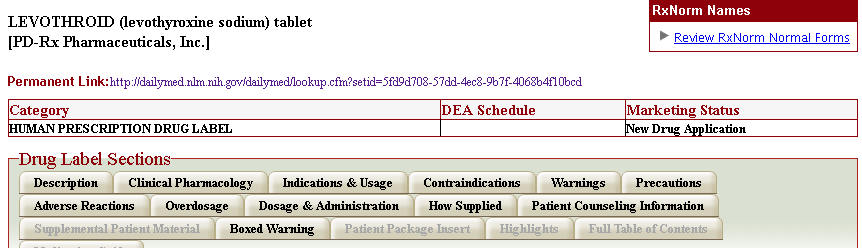 LEVOTHROID (levothyroxine sodium) tablet
[PD-Rx Pharmaceuticals, Inc.]
RxNorm Names
Review RxNorm Normal Forms
Permanent Link:http://dailymed.nlm.nih.gov/dailymed/lookup.cfm?setid=5fd9d708-57dd-4ec8-9b7f-4068b4f10bcd
Category DEA Schedule Marketing Status
HUMAN PRESCRIPTION DRUG LABEL New Drug Application
Drug Label Sections
Description Clinical Pharmacology Indications & Usage Contraindications Warnings Precautions
Adverse Reactions Overdosage Dosage & Administration How Supplied Patient Counseling Information
Supplemental Patient Material Boxed Warning Patient Package Insert Highlights Full Table of Contents